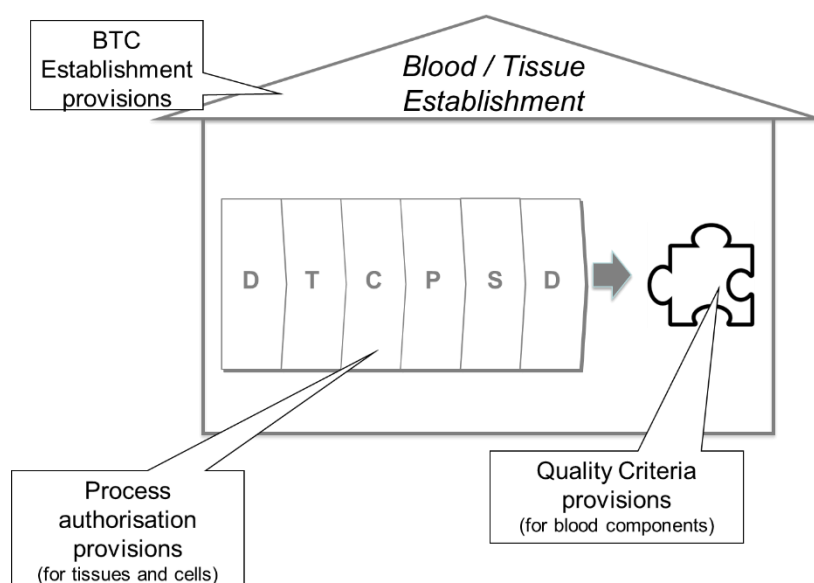 BTC
Establishment
provisions
Blood / Tissue
Establishment
D T C P S D
Process
authorisation
provisions
(for tissues and cells)
Quality Criteria
provisions
(for blood components)